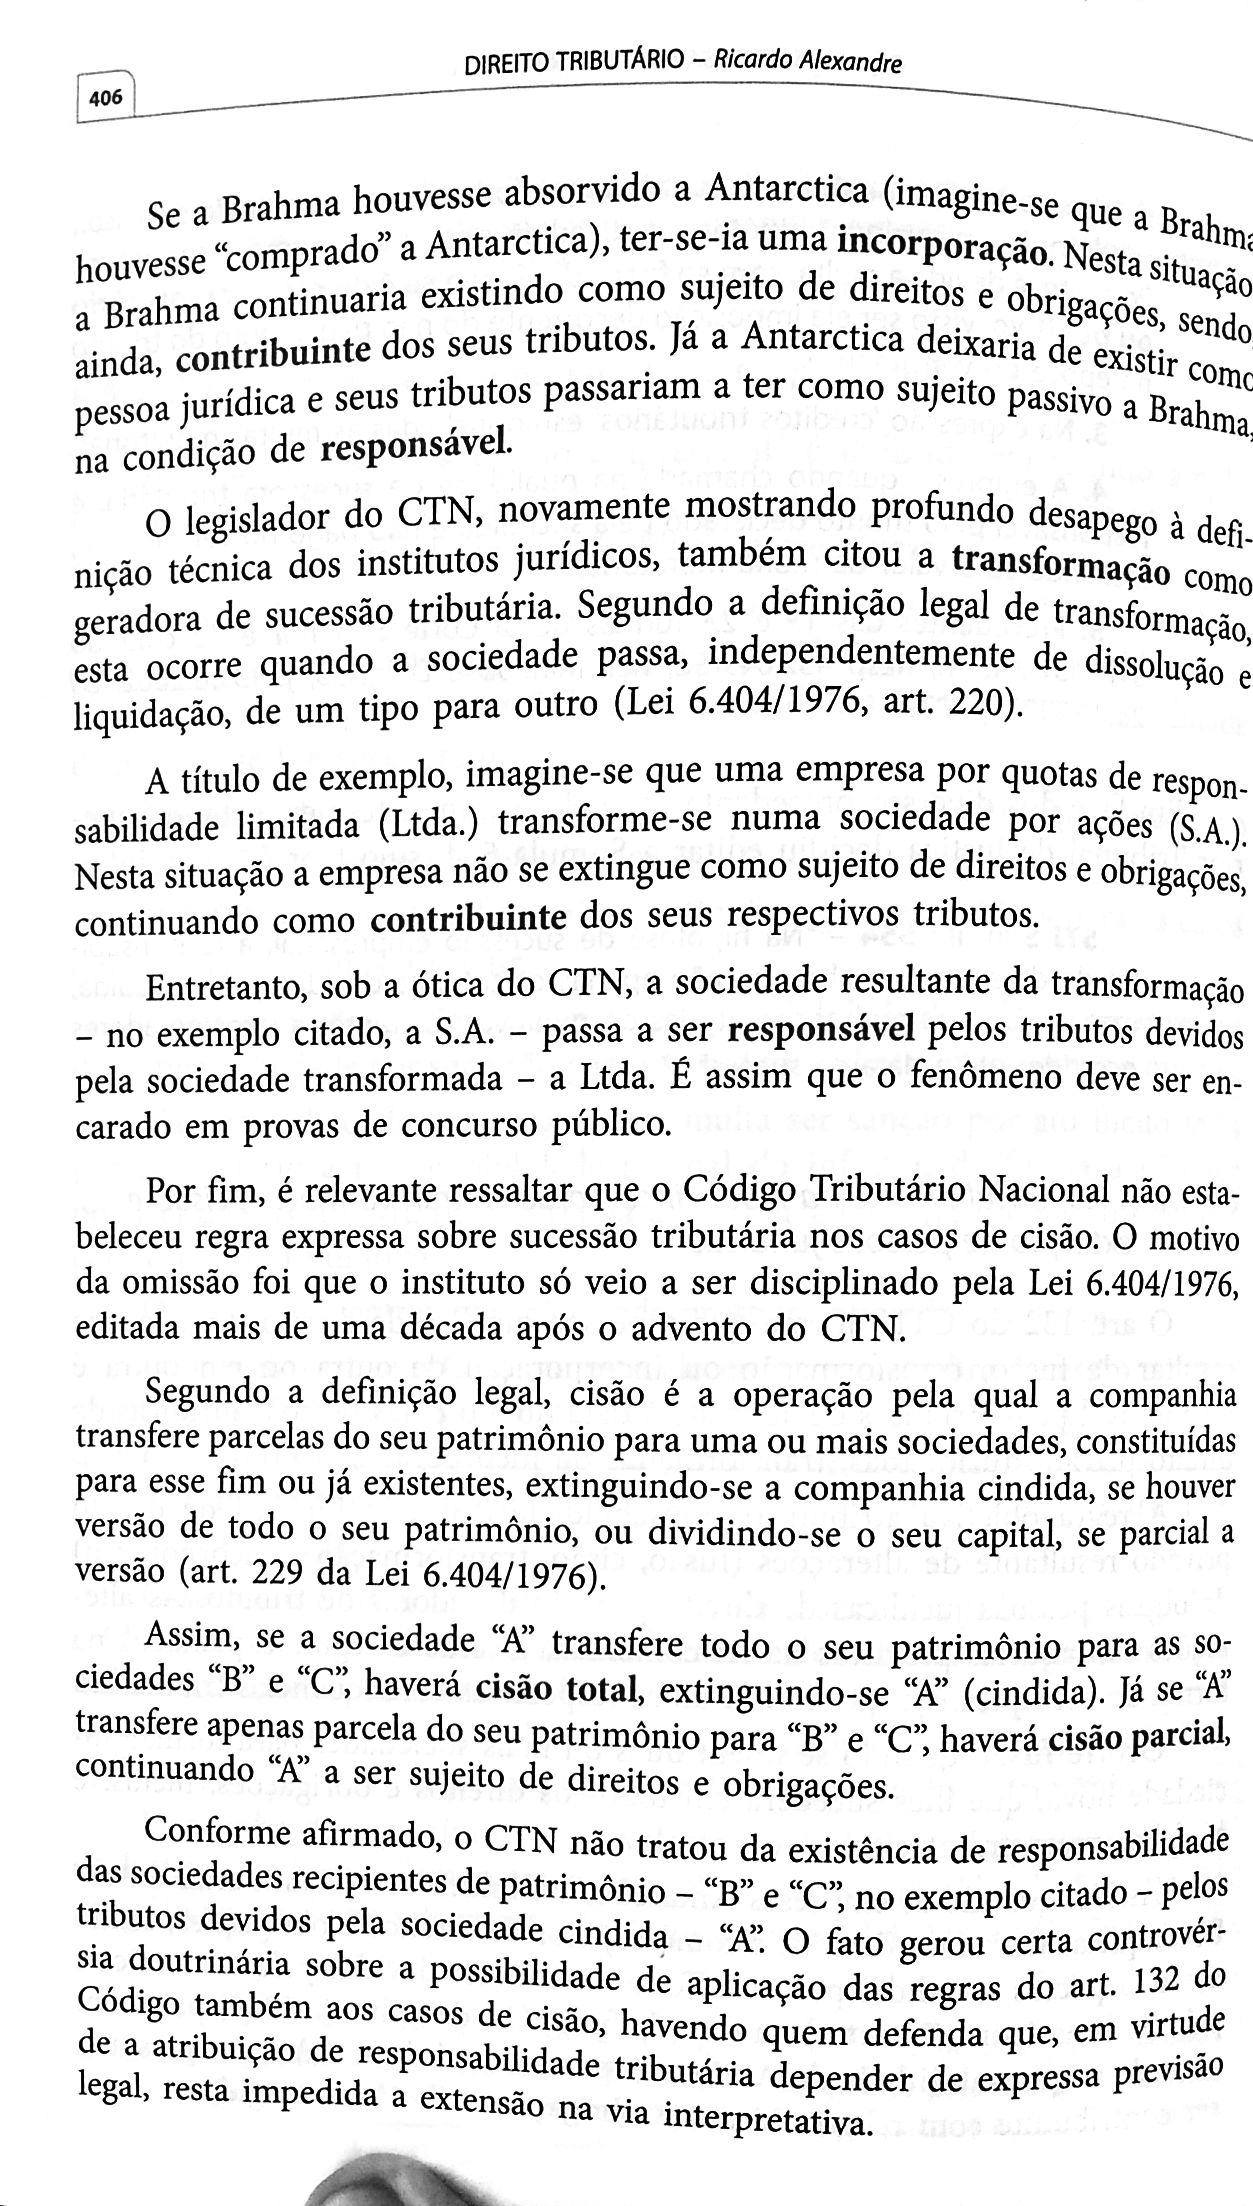 DIREITO TRIBUTÁRIO – Ricardo Alexandre
406
Se a Brahma houvesse absorvido a Antarctica (imagine-se que a Brahma
houvesse “comprado” a Antarctica), ter-se-ia uma incorporação. Nesta situação
a Brahma continuaria existindo como sujeito de direitos e obrigações, sendo,
ainda, contribuinte dos seus tributos. Já a Antarctica deixaria de existir como
pessoa jurídica e seus tributos passariam a ter como sujeito passivo a Brahma,
na condição de responsável.
O legislador do CTN, novamente mostrando profundo desapego à defi-
nição técnica dos institutos jurídicos, também citou a transformação como
geradora de sucessão tributária. Segundo a definição legal de transformação,
esta ocorre quando a sociedade passa, independentemente de dissolução e
liquidação, de um tipo para outro (Lei 6.404/1976, art. 220).
A título de exemplo, imagine-se que uma empresa por quotas de respon-
sabilidade limitada (Ltda.) transforme-se numa sociedade por ações (S.A.).
Nesta situação a empresa não se extingue como sujeito de direitos e obrigações,
continuando como contribuinte dos seus respectivos tributos.
Entretanto, sob a ótica do CTN, a sociedade resultante da transformação
– no exemplo citado, a S.A. – passa a ser responsável pelos tributos devidos
pela sociedade transformada – a Ltda. É assim que o fenômeno deve ser en-
carado em provas de concurso público.
Por fim, é relevante ressaltar que o Código Tributário Nacional não esta-
beleceu regra expressa sobre sucessão tributária nos casos de cisão. O motivo
da omissão foi que o instituto só veio a ser disciplinado pela Lei 6.404/1976,
editada mais de uma década após o advento do CTN.
Segundo a definição legal, cisão é a operação pela qual a companhia
transfere parcelas do seu patrimônio para uma ou mais sociedades, constituídas
para esse fim ou já existentes, extinguindo-se a companhia cindida, se houver
versão de todo o seu patrimônio, ou dividindo-se o seu capital, se parcial a
versão (art. 229 da Lei 6.404/1976).
Assim, se a sociedade “A” transfere todo o seu patrimônio para as so-
ciedades “B” e “C”, haverá cisão total, extinguindo-se “A” (cindida). Já se “A”
transfere apenas parcela do seu patrimônio para “B” e “C”, haverá cisão parcial,
continuando “A” a ser sujeito de direitos e obrigações.
Conforme afirmado, o CTN não tratou da existência de responsabilidade
das sociedades recipientes de patrimônio – “B” e “C”, no exemplo citado – pelos
tributos devidos pela sociedade cindida – “A”. O fato gerou certa controvér-
sia doutrinária sobre a possibilidade de aplicação das regras do art. 132 do
Código também aos casos de cisão, havendo quem defenda que, em virtude
de a atribuição de responsabilidade tributária depender de expressa previsão
legal, resta impedida a extensão na via interpretativa.